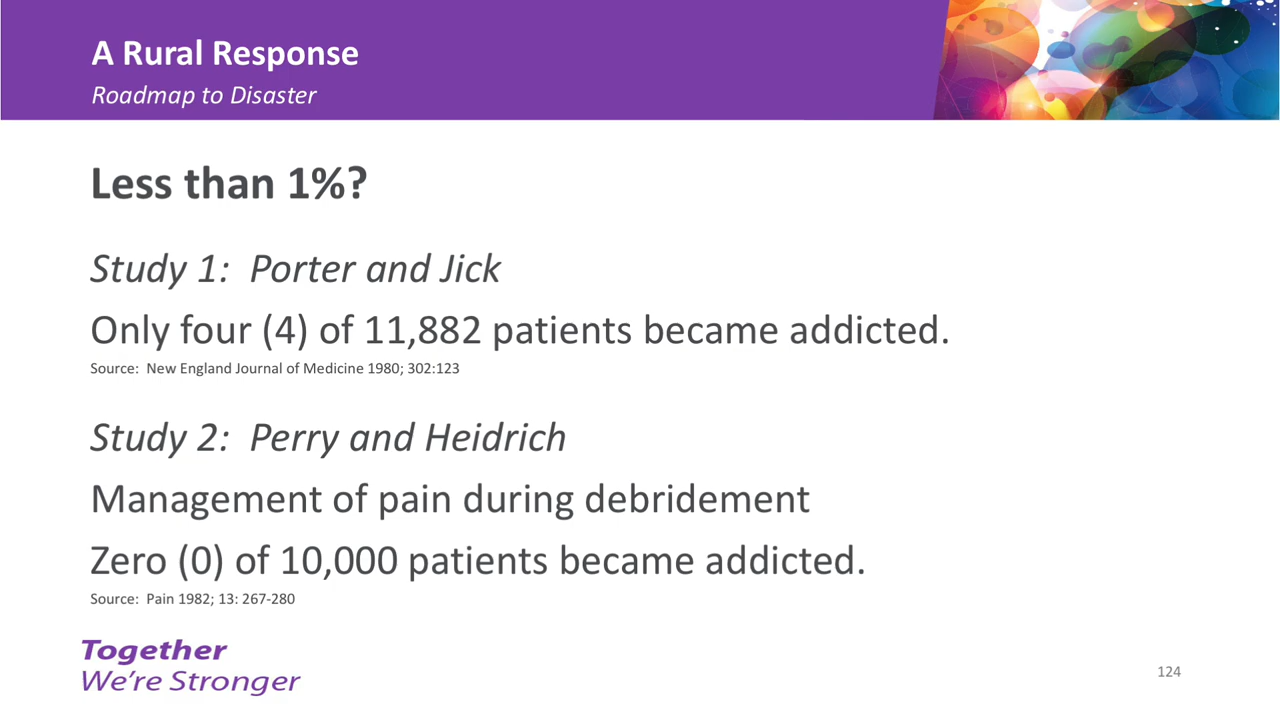 A Rural Response
Roadmap to Disaster
Less than 1%?
Study 1:  Porter and Jick
Only four (4) of 11,882 patients became addicted.
Source:  New England Journal of Medicine 1980; 302:123
Study 2:  Perry and Heidrich
Management of pain during debridement
Zero (0) of 10,000 patients became addicted.
Source:  Pain 1982; 13: 267-280
Together
We're Stronger
124